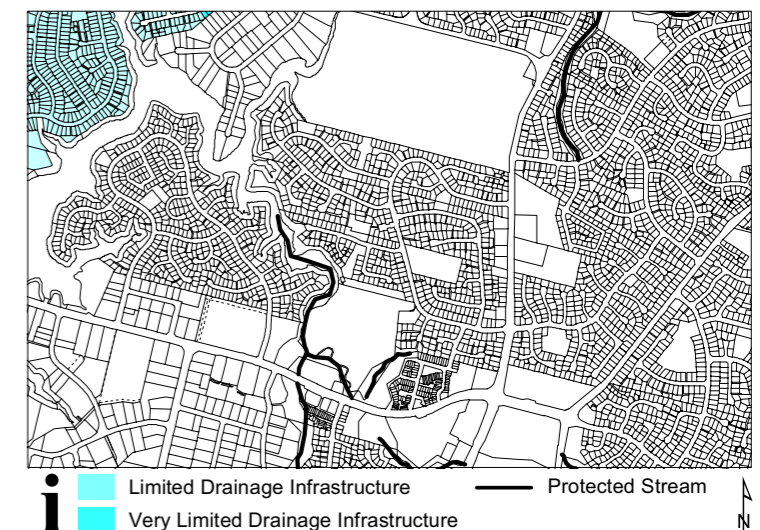 i
Limited Drainage Infrastructure
Protected Stream
Very Limited Drainage Infrastructure
N